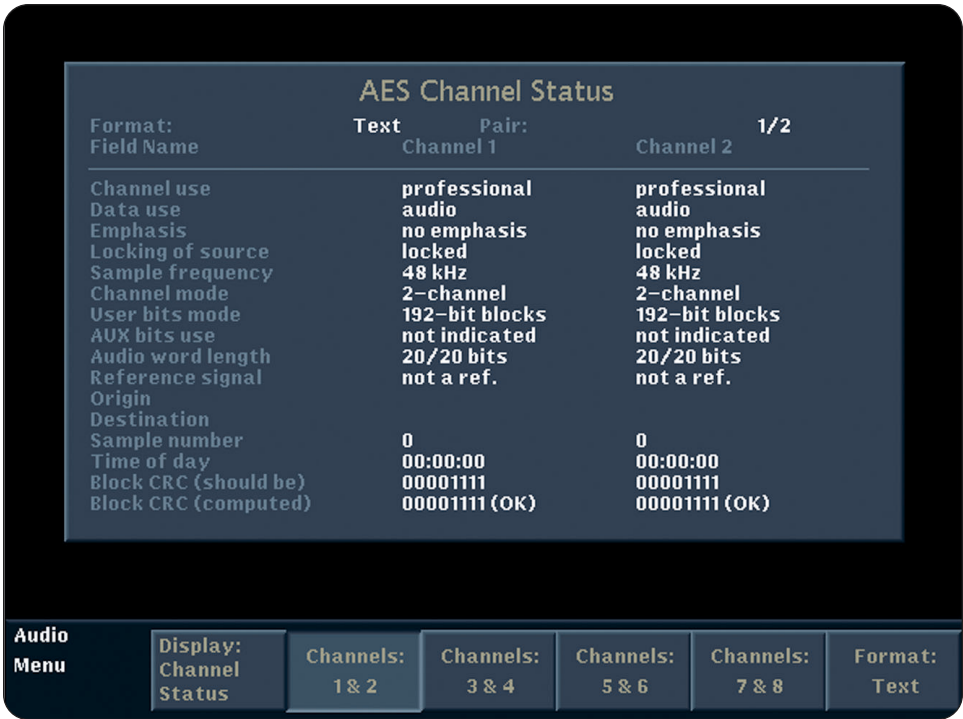 AES Channel Status
Format: Text Pair: 1/2
Field Name Channel 1 Channel 2
Channel use professional professional
Data use audio audio
Emphasis no emphasis no emphasis
Locking of source locked locked
Sample frequency 48 kHz 48 kHz
Channel mode 2-channel 2-channel
User bits mode 192-bit blocks 192-bit blocks
AUX bits use not indicated not indicated
Audio word length 20/20 bits 20/20 bits
Reference signal not a ref. not a ref.
Origin
Destination
Sample number 0 0
Time of day 00:00:00 00:00:00
Block CRC (should be) 00001111 00001111
Block CRC (computed) 00001111 (OK) 00001111 (OK)
Audio
Menu
Display:
Channel
Status
Channels:
1 & 2
Channels:
3 & 4
Channels:
5 & 6
Channels:
7 & 8
Format:
Text